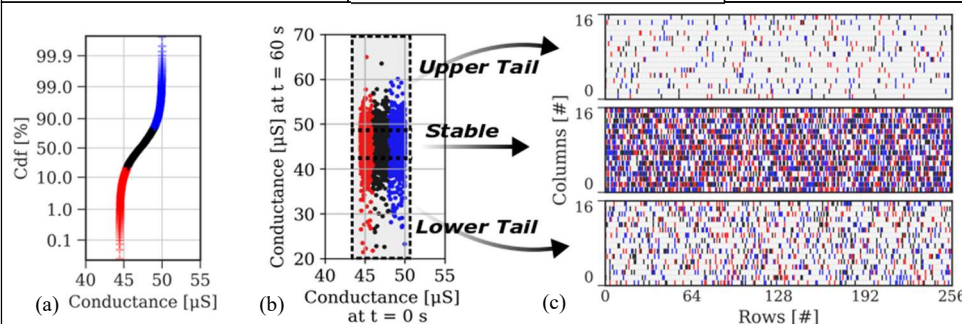 99.9
99.0
90.0
50.0
10.0
1.0
0.1
Cdf [%]
40 45 50 55
(a) Conductance [µS]
70
60
50
40
30
20
Conductance [µS] at t = 60 s
40 45 50 55
(b) Conductance [µS]
at t = 0 s
Upper Tail
Stable
Lower Tail
16
0
16
0
16
0
Columns [#]
0 64 128 192 256
(c) Rows [#]